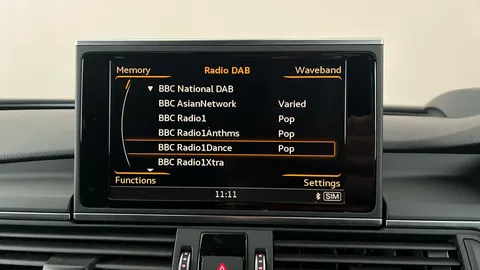 Memory Radio DAB Waveband
BBC National DAB
BBC AsianNetwork Varied
BBC Radio1 Pop
BBC Radio1Anthms Pop
BBC Radio1Dance Pop
BBC Radio1Xtra
Functions Settings
11:11 SIM